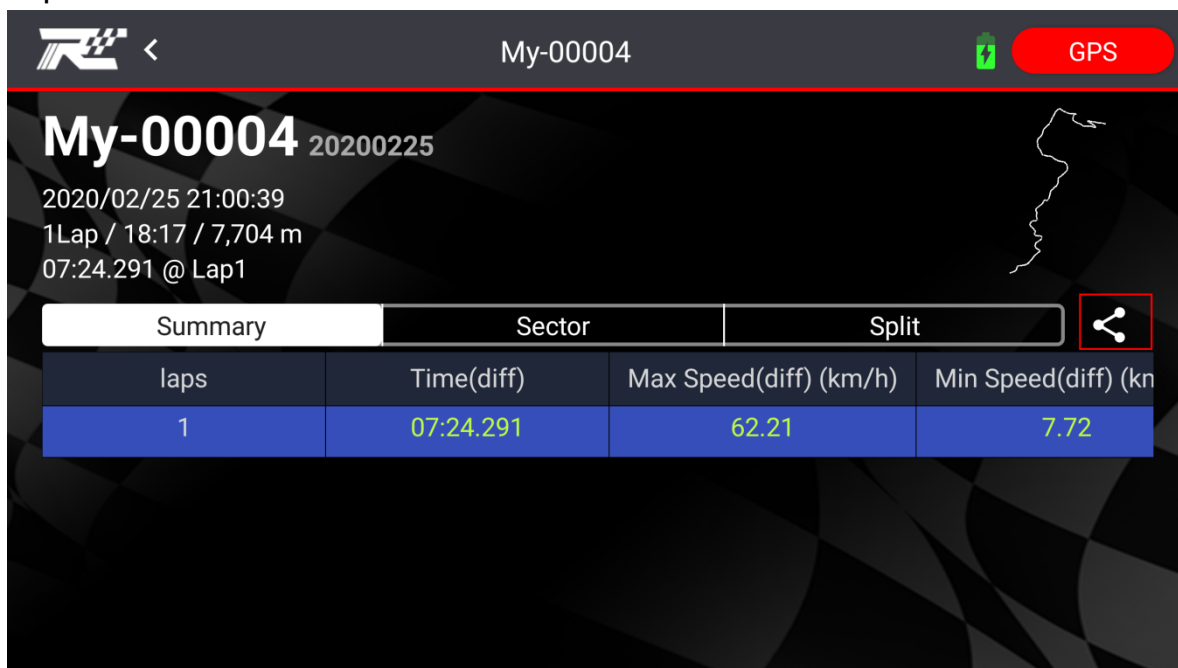 My-00004
GPS
My-00004 20200225
2020/02/25 21:00:39
1Lap / 18:17 / 7,704 m
07:24.291 @ Lap1
Summary Sector Split
laps Time(diff) Max Speed(diff) (km/h) Min Speed(diff)
1 07:24.291 62.21 7.72